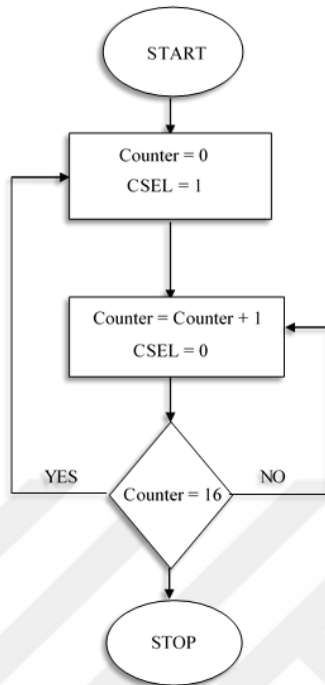 START
Counter = 0
CSEL = 1
Counter = Counter + 1
CSEL = 0
YES
NO
Counter = 16
STOP